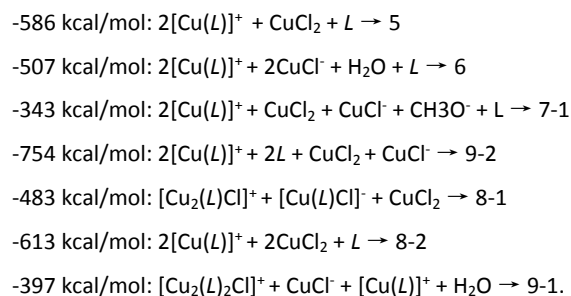 -586 kcal/mol: 2[Cu(L)]⁺ + CuCl₂ + L → 5
-507 kcal/mol: 2[Cu(L)]⁺ + 2CuCl⁻ + H₂O + L → 6
-343 kcal/mol: 2[Cu(L)]⁺ + CuCl₂ + CuCl⁻ + CH3O⁻ + L → 7-1
-754 kcal/mol: 2[Cu(L)]⁺ + 2L + CuCl₂ + CuCl⁻ → 9-2
-483 kcal/mol: [Cu₂(L)Cl]⁺ + [Cu(L)Cl]⁻ + CuCl₂ → 8-1
-613 kcal/mol: 2[Cu(L)]⁺ + 2CuCl₂ + L → 8-2
-397 kcal/mol: [Cu₂(L)₂Cl]⁺ + CuCl⁻ + [Cu(L)]⁺ + H₂O → 9-1.